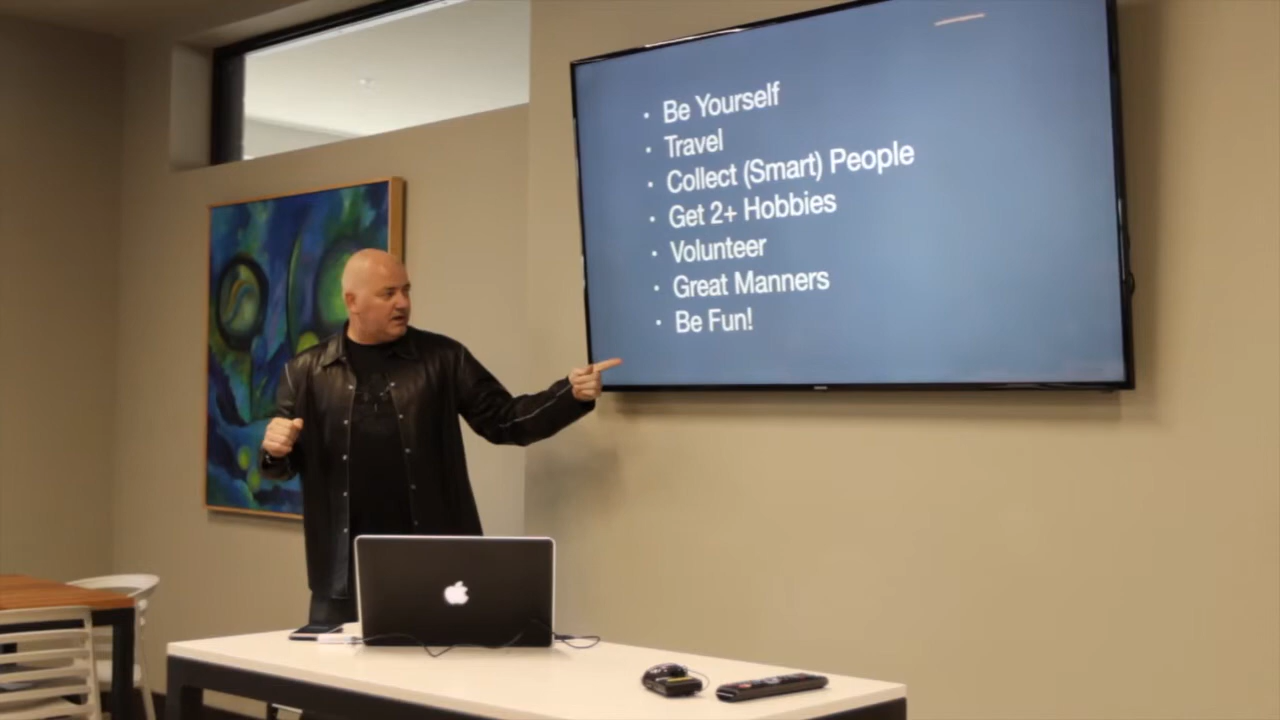 • Be Yourself
• Travel
• Collect (Smart) People
• Get 2+ Hobbies
• Volunteer
• Great Manners
• Be Fun!